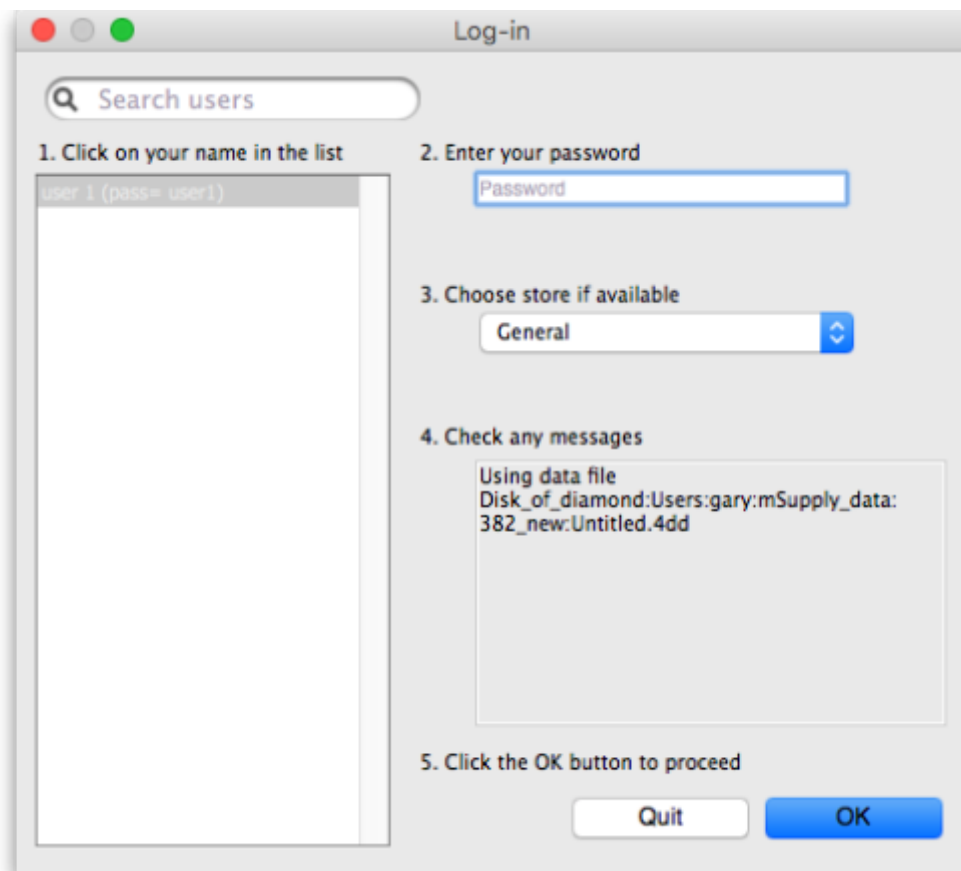 Log-in
Search users
1. Click on your name in the list
user 1 (pass= user1)
2. Enter your password
Password
3. Choose store if available
General
4. Check any messages
Using data file
Disk_of_diamond:Users:gary:mSupply_data:
382_new:Untitled.4dd
5. Click the OK button to proceed
Quit
OK